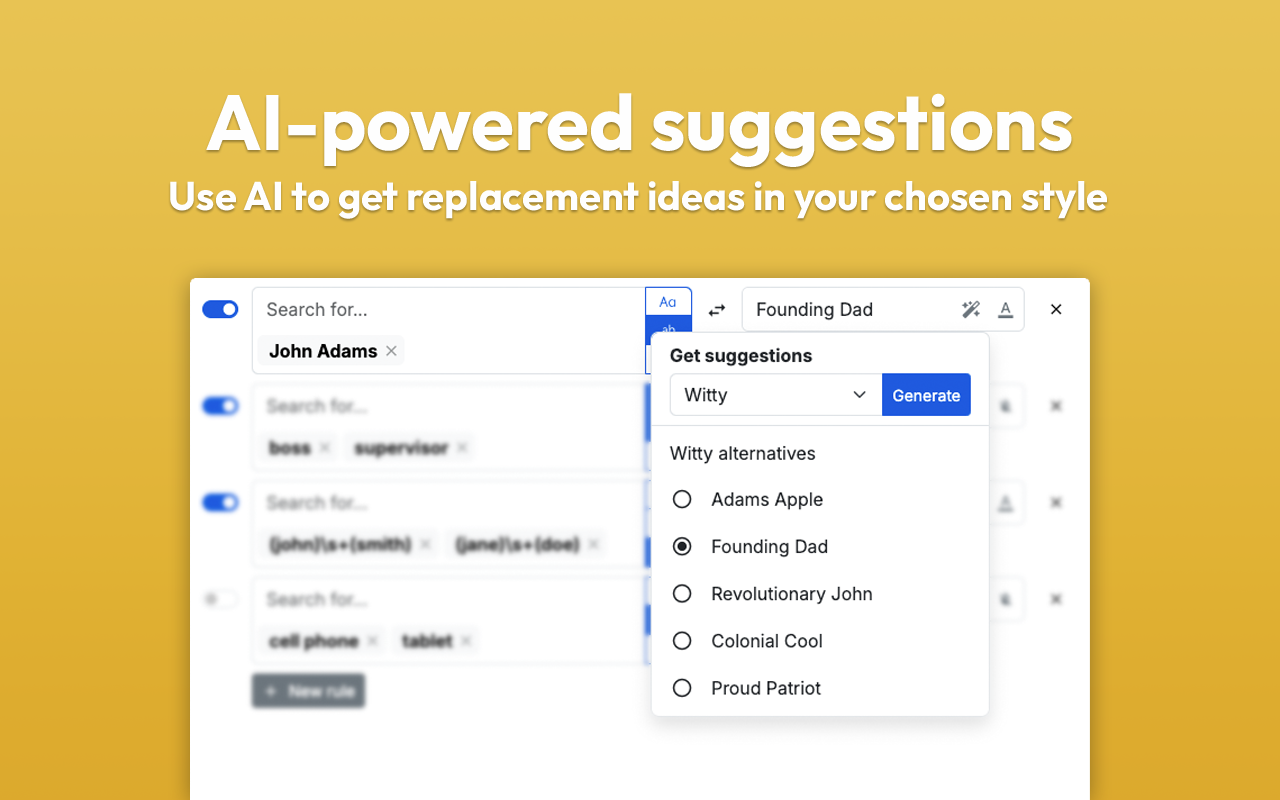 AI-powered suggestions
Use AI to get replacement ideas in your chosen style
Search for...
Aa
Founding Dad
A
ab
John Adams
Get suggestions
Witty
Generate
Search for...
boss
supervisor
Witty alternatives
Adams Apple
Search for...
(john)\s+(smith)
(jane)\s+(doe)
A
Founding Dad
Revolutionary John
Search for...
cell phone
tablet
Colonial Cool
Proud Patriot
+ New rule